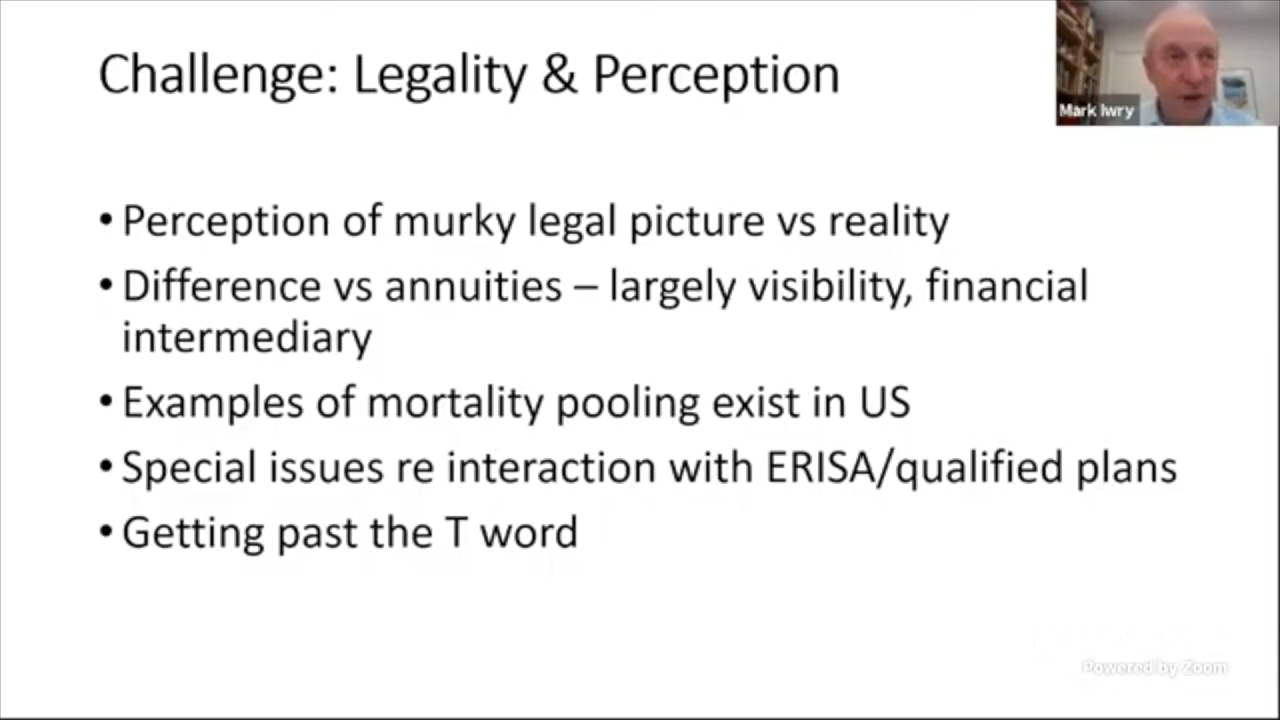 Challenge: Legality & Perception
Mark Iwry
• Perception of murky legal picture vs reality
• Difference vs annuities – largely visibility, financial
intermediary
• Examples of mortality pooling exist in US
• Special issues re interaction with ERISA/qualified plans
• Getting past the T word
Powered by Zoom